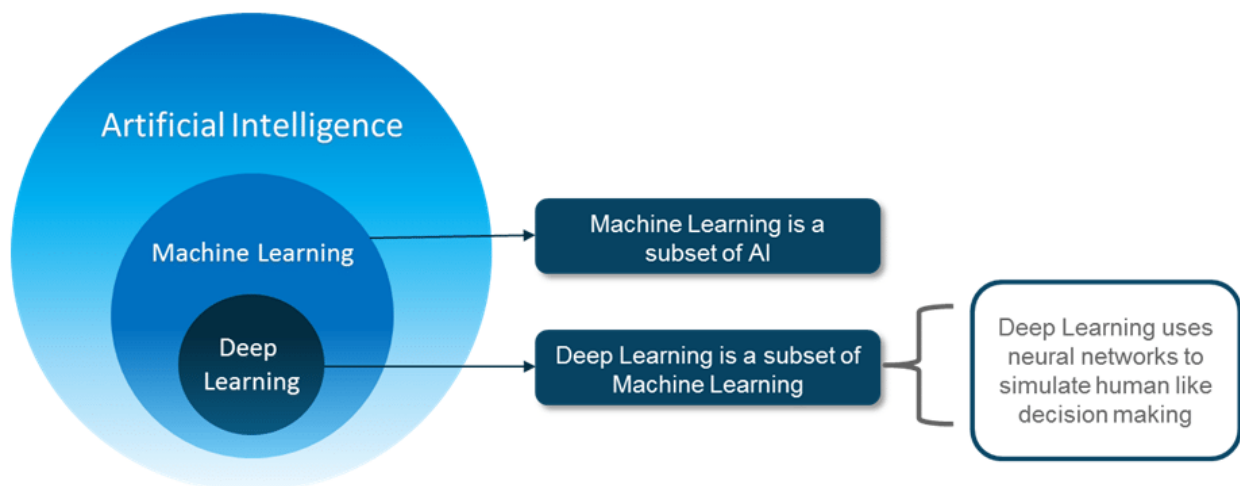 Artificial Intelligence
Machine Learning
Deep
Learning
Machine Learning is a
subset of AI
Deep Learning is a subset of
Machine Learning
Deep Learning uses
neural networks to
simulate human like
decision making